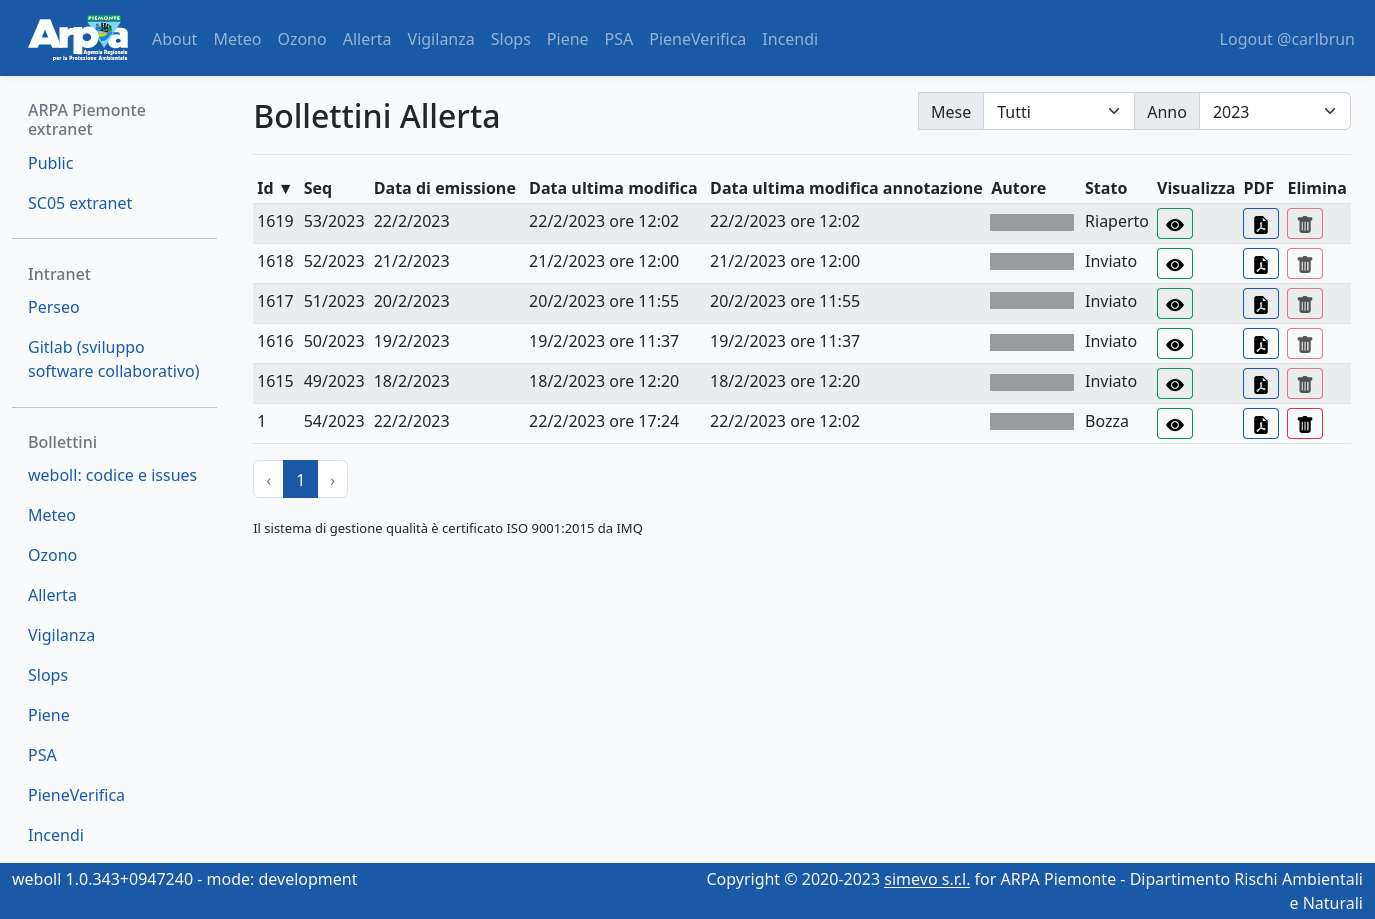 PIEMONTE
Arpa
Agenzia Regionale
per la Protezione Ambientale
About Meteo Ozono Allerta Vigilanza Slops Piene PSA PieneVerifica Incendi Logout @carlbrun
ARPA Piemonte
extranet
Public
SC05 extranet
Intranet
Perseo
Gitlab (sviluppo
software collaborativo)
Bollettini
weboll: codice e issues
Meteo
Ozono
Allerta
Vigilanza
Slops
Piene
PSA
PieneVerifica
Incendi
Bollettini Allerta Mese Tutti Anno 2023
Id ▼ Seq Data di emissione Data ultima modifica Data ultima modifica annotazione Autore Stato Visualizza PDF Elimina
1619 53/2023 22/2/2023 22/2/2023 ore 12:02 22/2/2023 ore 12:02 Riaperto
1618 52/2023 21/2/2023 21/2/2023 ore 12:00 21/2/2023 ore 12:00 Inviato
1617 51/2023 20/2/2023 20/2/2023 ore 11:55 20/2/2023 ore 11:55 Inviato
1616 50/2023 19/2/2023 19/2/2023 ore 11:37 19/2/2023 ore 11:37 Inviato
1615 49/2023 18/2/2023 18/2/2023 ore 12:20 18/2/2023 ore 12:20 Inviato
1 54/2023 22/2/2023 22/2/2023 ore 17:24 22/2/2023 ore 12:02 Bozza
‹ 1 ›
Il sistema di gestione qualità è certificato ISO 9001:2015 da IMQ
weboll 1.0.343+0947240 - mode: development
Copyright © 2020-2023 simevo s.r.l. for ARPA Piemonte - Dipartimento Rischi Ambientali
e Naturali